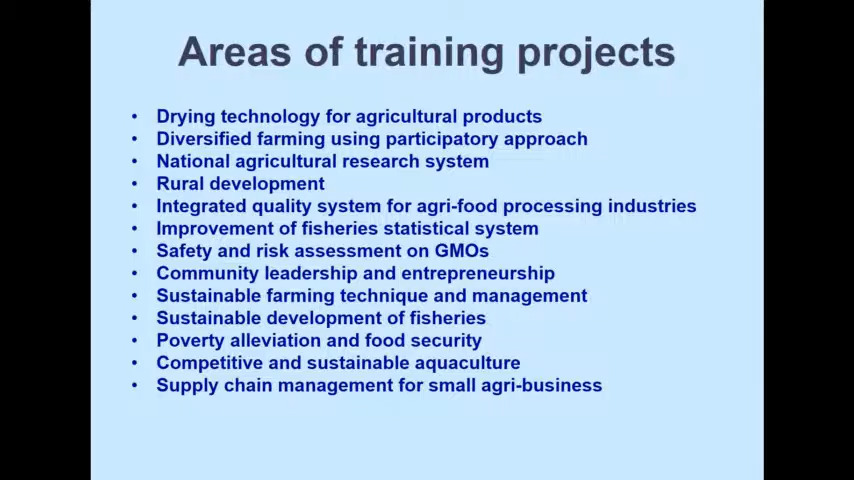 Areas of training projects
• Drying technology for agricultural products
• Diversified farming using participatory approach
• National agricultural research system
• Rural development
• Integrated quality system for agri-food processing industries
• Improvement of fisheries statistical system
• Safety and risk assessment on GMOs
• Community leadership and entrepreneurship
• Sustainable farming technique and management
• Sustainable development of fisheries
• Poverty alleviation and food security
• Competitive and sustainable aquaculture
• Supply chain management for small agri-business